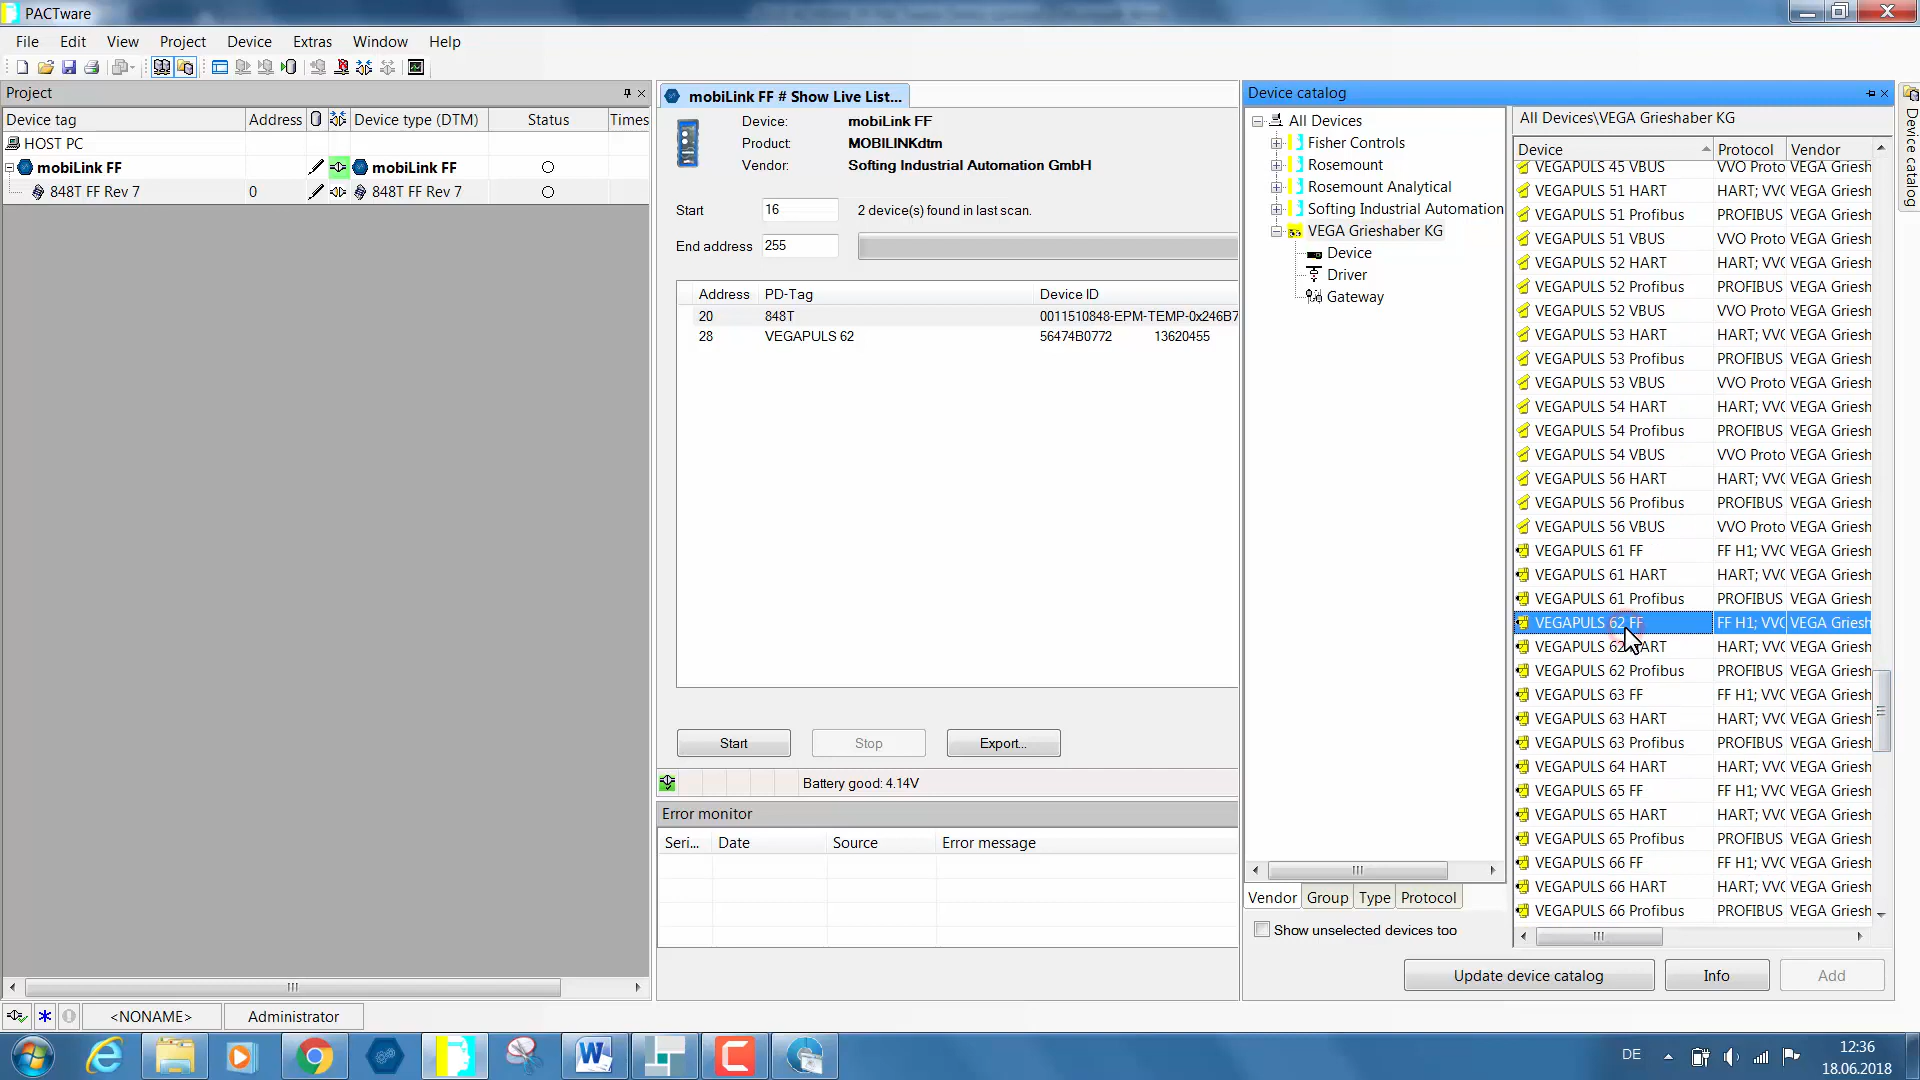 PACTware
File Edit View Project Device Extras Window Help
Project
Device tag Address Device type (DTM) Status Times
HOST PC
mobiLink FF mobiLink FF
848T FF Rev 7 0 848T FF Rev 7
mobiLink FF # Show Live List...
Device: mobiLink FF
Product: MOBILINKdtm
Vendor: Softing Industrial Automation GmbH
Start 16 2 device(s) found in last scan.
End address 255
Address PD-Tag Device ID
20 848T 0011510848-EPM-TEMP-0x246B7
28 VEGAPULS 62 56474B0772 13620455
Start Stop Export...
Battery good: 4.14V
Error monitor
Seri... Date Source Error message
Device catalog
All Devices
Fisher Controls
Rosemount
Rosemount Analytical
Softing Industrial Automation
VEGA Grieshaber KG
Device
Driver
Gateway
Vendor Group Type Protocol
Show unselected devices too
All Devices\VEGA Grieshaber KG
Device Protocol Vendor
VEGAPULS 45 VBUS VVO Proto VEGA Griesh
VEGAPULS 51 HART HART; VV VEGA Griesh
VEGAPULS 51 Profibus PROFIBUS VEGA Griesh
VEGAPULS 51 VBUS VVO Proto VEGA Griesh
VEGAPULS 52 HART HART; VV VEGA Griesh
VEGAPULS 52 Profibus PROFIBUS VEGA Griesh
VEGAPULS 52 VBUS VVO Proto VEGA Griesh
VEGAPULS 53 HART HART; VV VEGA Griesh
VEGAPULS 53 Profibus PROFIBUS VEGA Griesh
VEGAPULS 53 VBUS VVO Proto VEGA Griesh
VEGAPULS 54 HART HART; VV VEGA Griesh
VEGAPULS 54 Profibus PROFIBUS VEGA Griesh
VEGAPULS 54 VBUS VVO Proto VEGA Griesh
VEGAPULS 56 HART HART; VV VEGA Griesh
VEGAPULS 56 Profibus PROFIBUS VEGA Griesh
VEGAPULS 56 VBUS VVO Proto VEGA Griesh
VEGAPULS 61 FF FF H1; VV VEGA Griesh
VEGAPULS 61 HART HART; VV VEGA Griesh
VEGAPULS 61 Profibus PROFIBUS VEGA Griesh
VEGAPULS 62 FF FF H1; VV VEGA Griesh
VEGAPULS 62 HART HART; VV VEGA Griesh
VEGAPULS 62 Profibus PROFIBUS VEGA Griesh
VEGAPULS 63 FF FF H1; VV VEGA Griesh
VEGAPULS 63 HART HART; VV VEGA Griesh
VEGAPULS 63 Profibus PROFIBUS VEGA Griesh
VEGAPULS 64 HART HART; VV VEGA Griesh
VEGAPULS 65 FF FF H1; VV VEGA Griesh
VEGAPULS 65 HART HART; VV VEGA Griesh
VEGAPULS 65 Profibus PROFIBUS VEGA Griesh
VEGAPULS 66 FF FF H1; VV VEGA Griesh
VEGAPULS 66 HART HART; VV VEGA Griesh
VEGAPULS 66 Profibus PROFIBUS VEGA Griesh
Update device catalog Info Add
Device catalog
<NONAME> Administrator
DE 12:36
18.06.2018